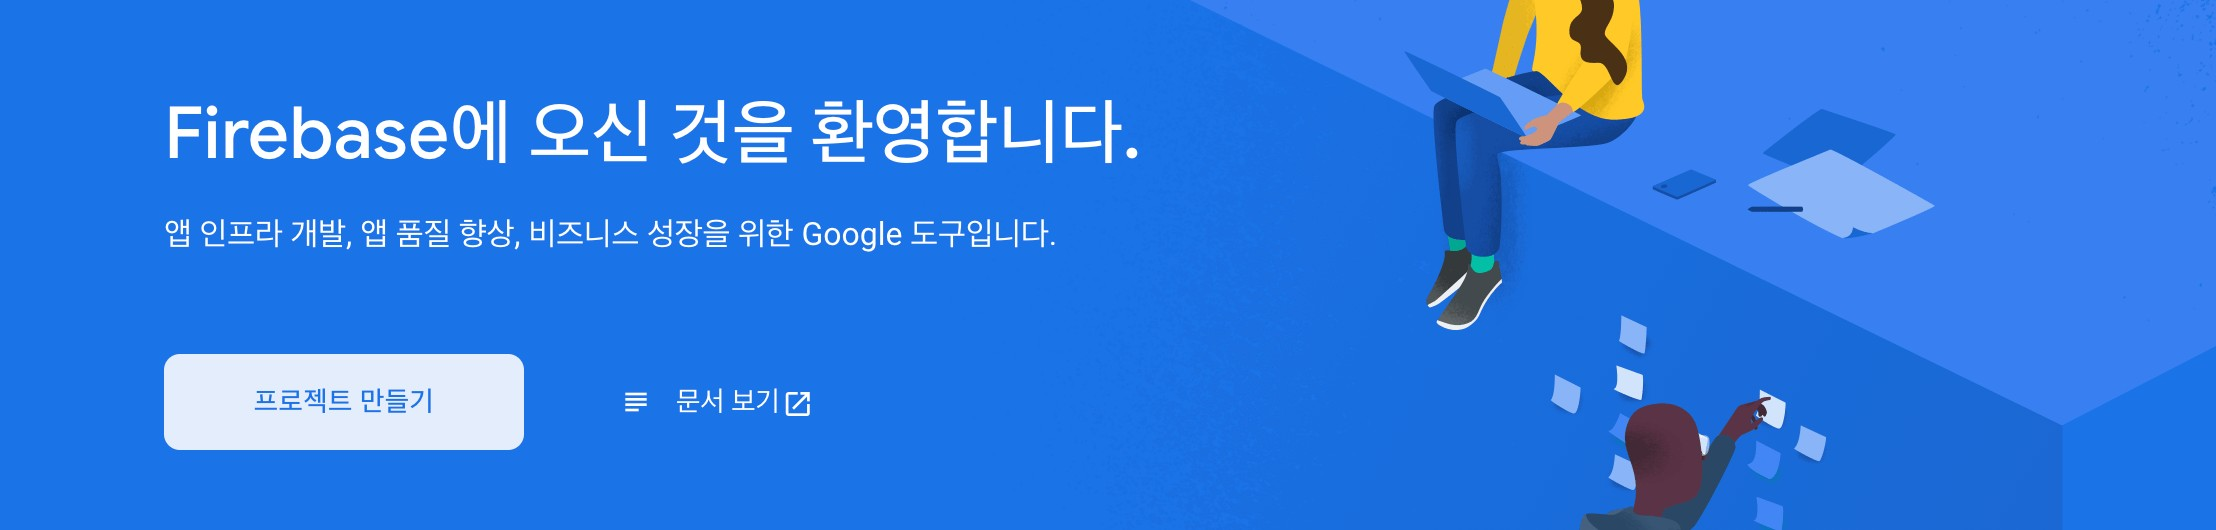 Firebase에 오신 것을 환영합니다.
앱 인프라 개발, 앱 품질 향상, 비즈니스 성장을 위한 Google 도구입니다.
프로젝트 만들기
문서 보기